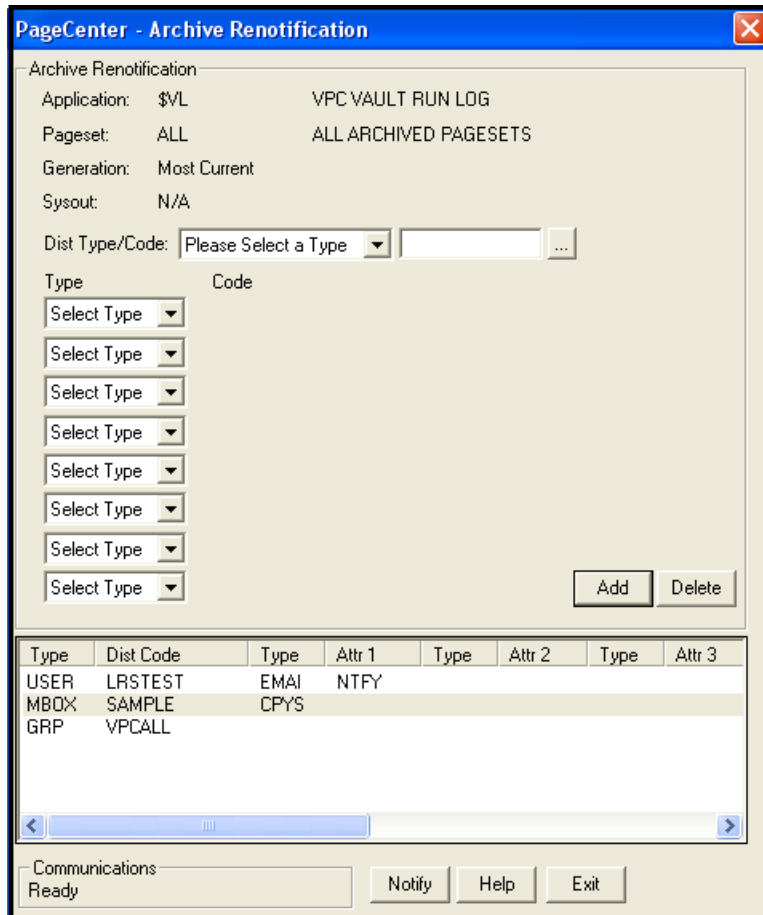 PageCenter - Archive Renotification
Archive Renotification
Application: $VL VPC VAULT RUN LOG
Pageset: ALL ALL ARCHIVED PAGESETS
Generation: Most Current
Sysout: N/A
Dist Type/Code: Please Select a Type ...
Type Code
Select Type
Select Type
Select Type
Select Type
Select Type
Select Type
Select Type
Select Type
Add Delete
Type Dist Code Type Attr 1 Type Attr 2 Type Attr 3
USER LRSTEST EMAI NTFY
MBOX SAMPLE CPYS
GRP VPCALL
Communications
Ready
Notify Help Exit